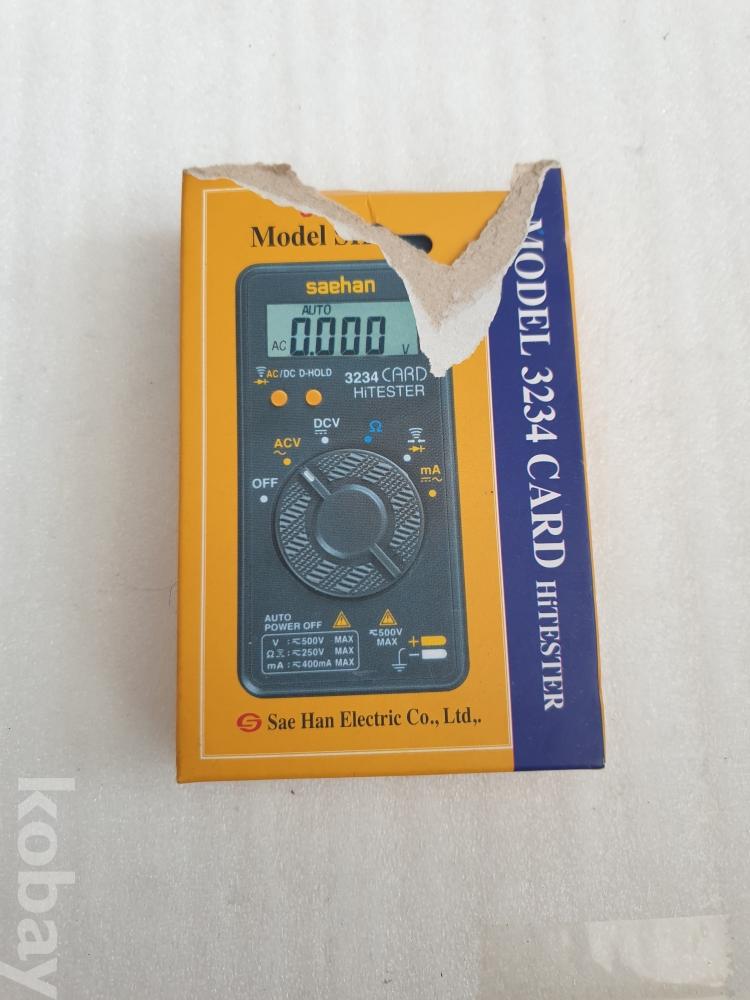 Model
saehan
AUTO
AC 0.000 V
AC/DC D-HOLD
3234 CARD
HiTESTER
DCV
Ω
ACV
mA
OFF
AUTO
POWER OFF
V : 500V MAX
Ω : 250V MAX
mA : 400mA MAX
500V
MAX
+
−
Sae Han Electric Co., Ltd,.
MODEL 3234 CARD HiTESTER
kobay